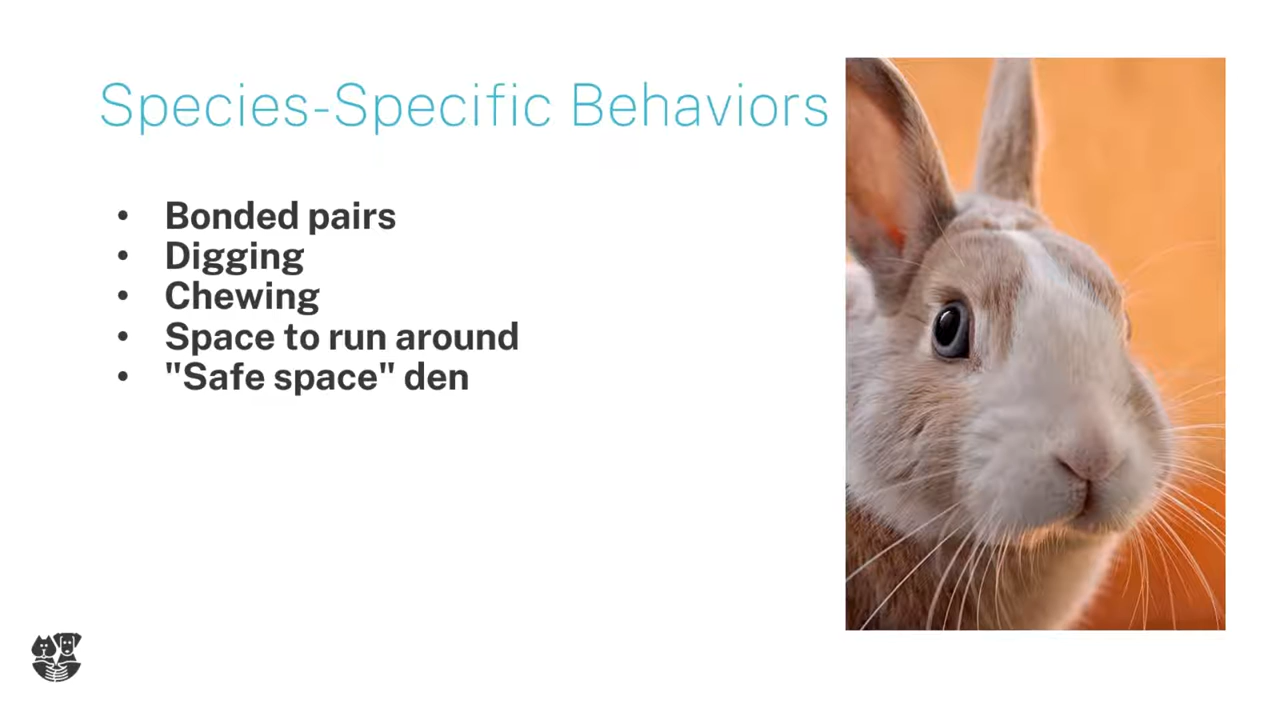 Species-Specific Behaviors
• Bonded pairs
• Digging
• Chewing
• Space to run around
• "Safe space" den